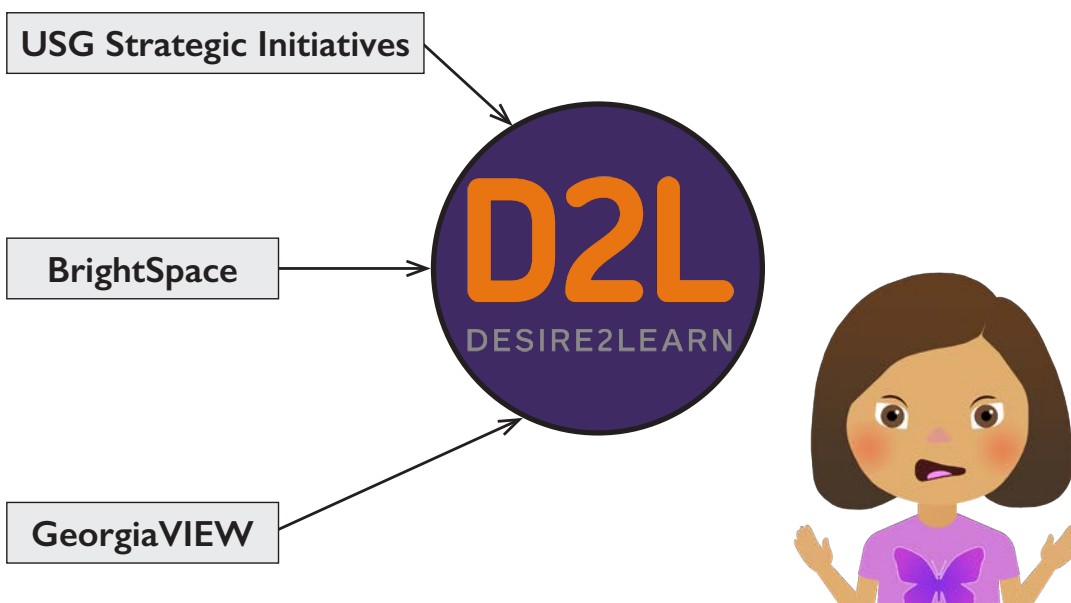 USG Strategic Initiatives
D2L
DESIRE2LEARN
BrightSpace
GeorgiaVIEW